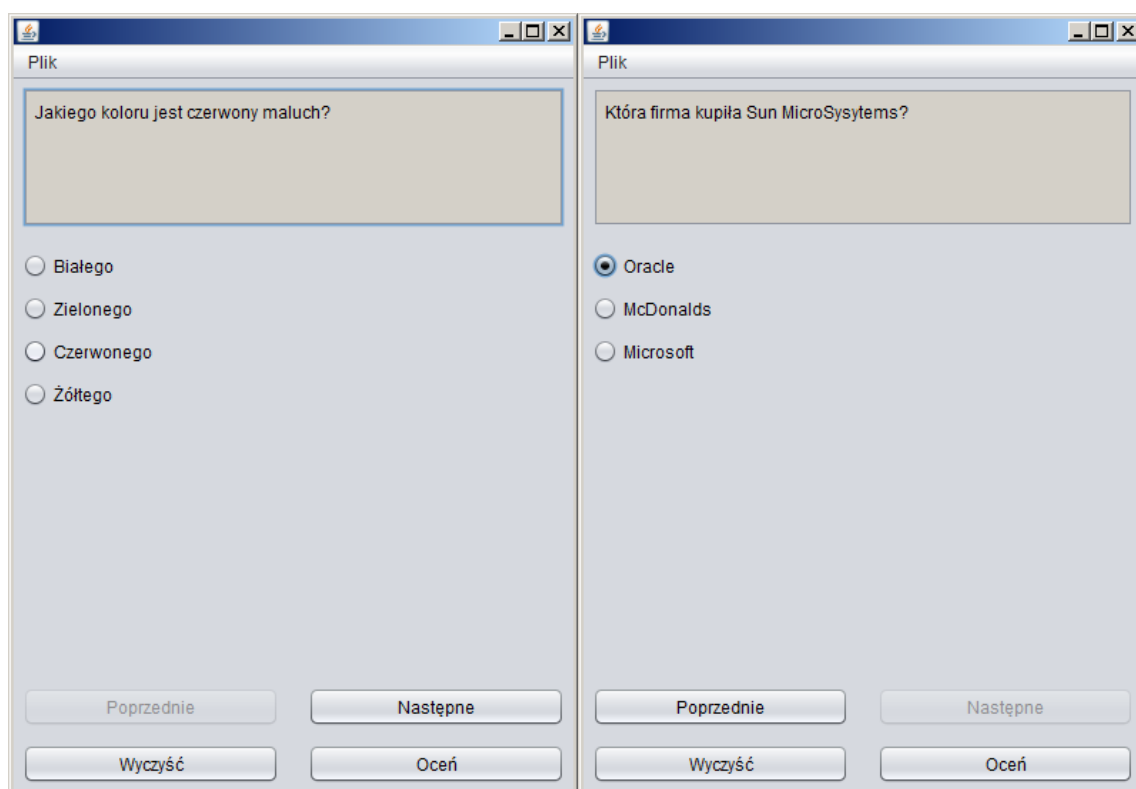 Plik
Jakiego koloru jest czerwony maluch?
Białego
Zielonego
Czerwonego
Żółtego
Poprzednie
Następne
Wyczyść
Oceń
Plik
Która firma kupiła Sun MicroSysytems?
Oracle
McDonalds
Microsoft
Poprzednie
Następne
Wyczyść
Oceń